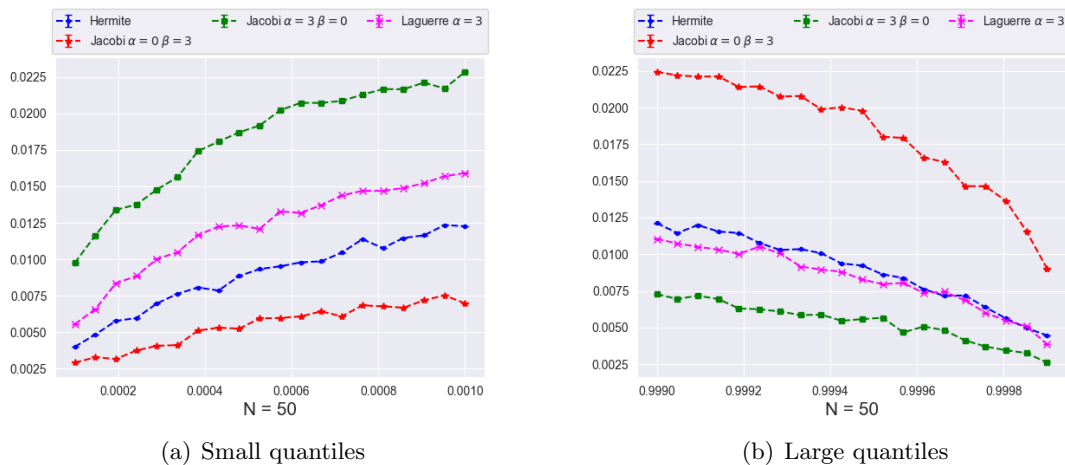 Hermite
Jacobi α = 3 β = 0
Laguerre α = 3
Jacobi α = 0 β = 3
0.0225
0.0200
0.0175
0.0150
0.0125
0.0100
0.0075
0.0050
0.0025
0.0002
0.0004
0.0006
0.0008
0.0010
N = 50
(a) Small quantiles
Hermite
Jacobi α = 3 β = 0
Laguerre α = 3
Jacobi α = 0 β = 3
0.0225
0.0200
0.0175
0.0150
0.0125
0.0100
0.0075
0.0050
0.0025
0.9990
0.9992
0.9994
0.9996
0.9998
N = 50
(b) Large quantiles